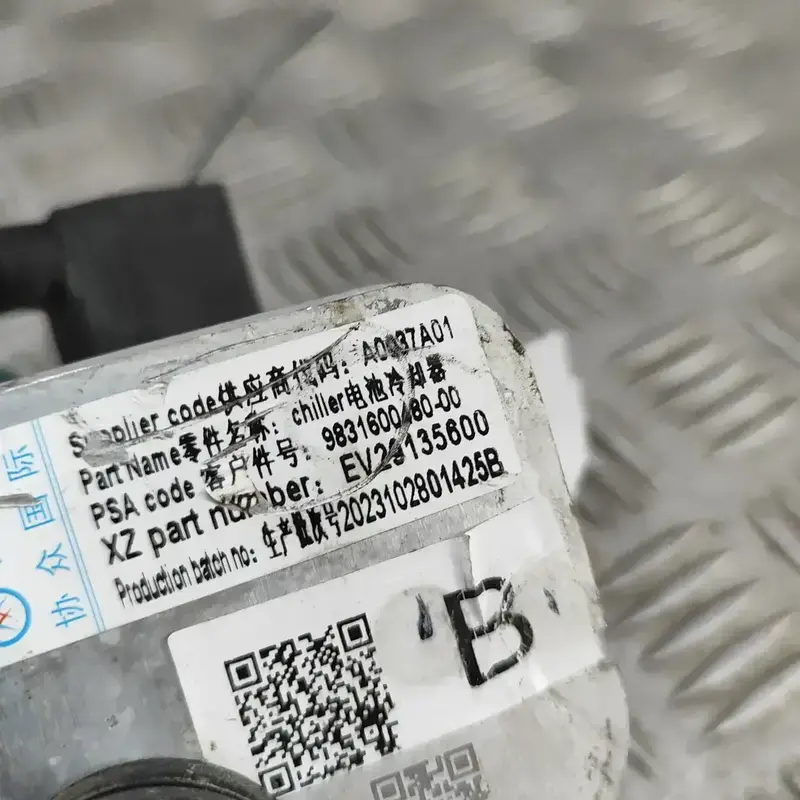 协众国际
Supplier code供应商代码: A0037A01
Part Name零件名称: chiller电池冷却器
PSA code 客户件号: 9831600480-00
XZ part number: EV29135600
Production batch no: 生产批次号2023102801425B
B